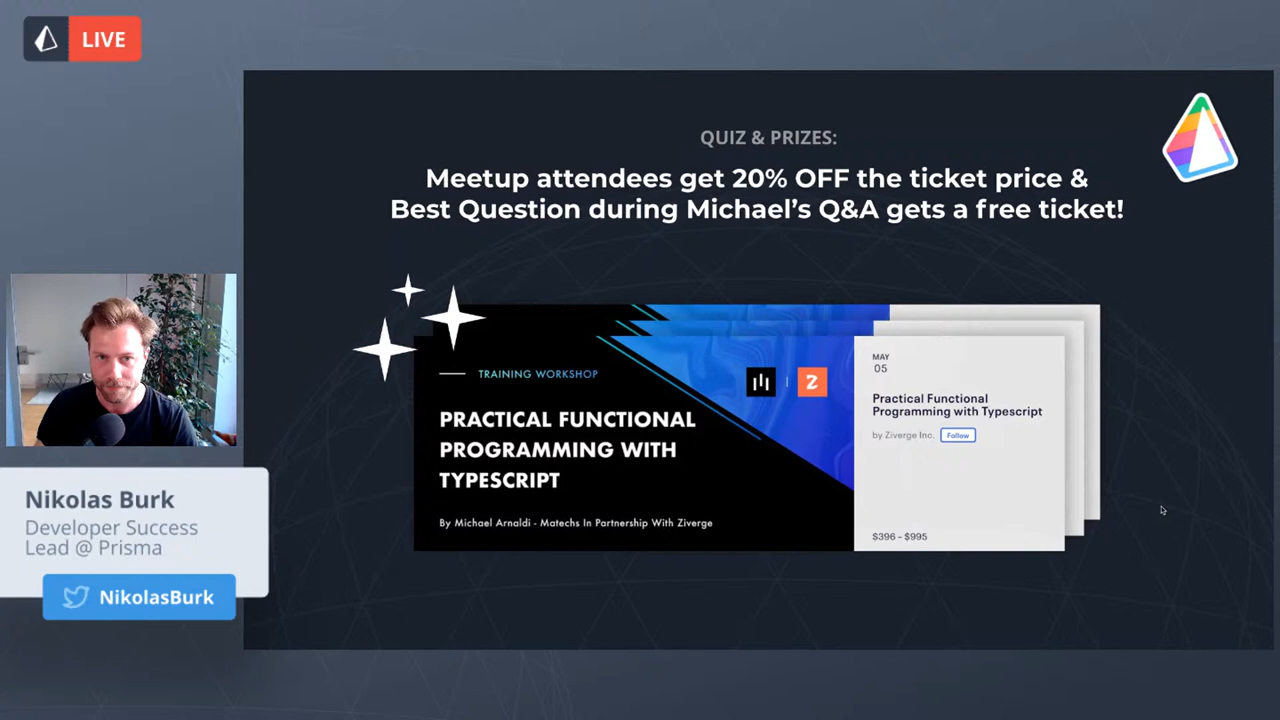 LIVE
QUIZ & PRIZES:
Meetup attendees get 20% OFF the ticket price &
Best Question during Michael's Q&A gets a free ticket!
TRAINING WORKSHOP
PRACTICAL FUNCTIONAL
PROGRAMMING WITH
TYPESCRIPT
By Michael Arnaldi - Matechs In Partnership With Ziverge
MAY
05
Practical Functional
Programming with Typescript
by Ziverge Inc. Follow
$396 – $995
Nikolas Burk
Developer Success
Lead @ Prisma
NikolasBurk